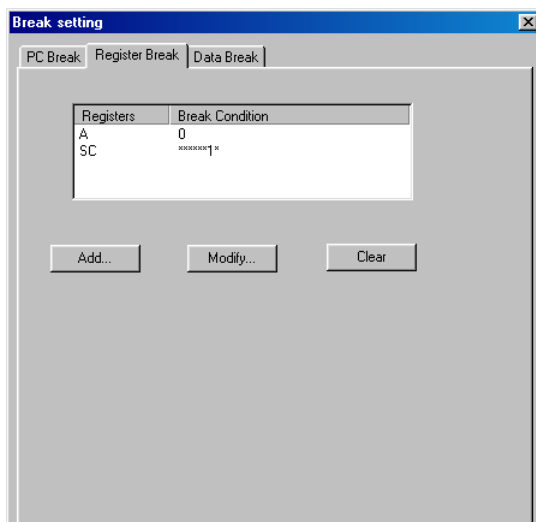 Break setting
PC Break Register Break Data Break
Registers Break Condition
A 0
SC ******1*
Add... Modify... Clear